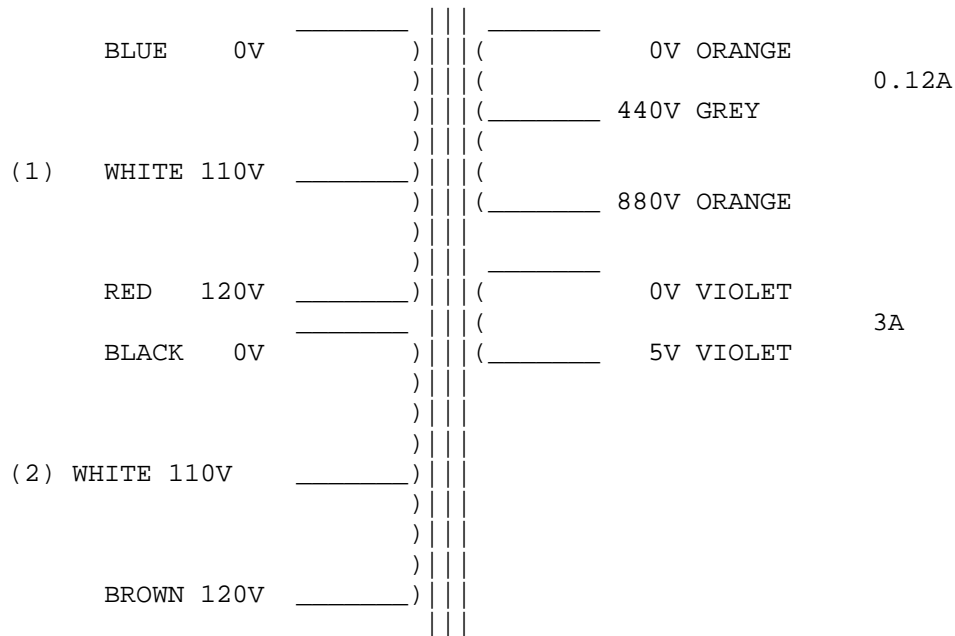 BLUE 0V 0V ORANGE
0.12A
440V GREY
(1) WHITE 110V
880V ORANGE
RED 120V 0V VIOLET
3A
BLACK 0V 5V VIOLET
(2) WHITE 110V
BROWN 120V